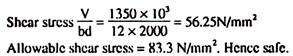 Shear stress V/bd = 1350 × 10³ / 12 × 2000 = 56.25N/mm²
Allowable shear stress = 83.3 N/mm². Hence safe.